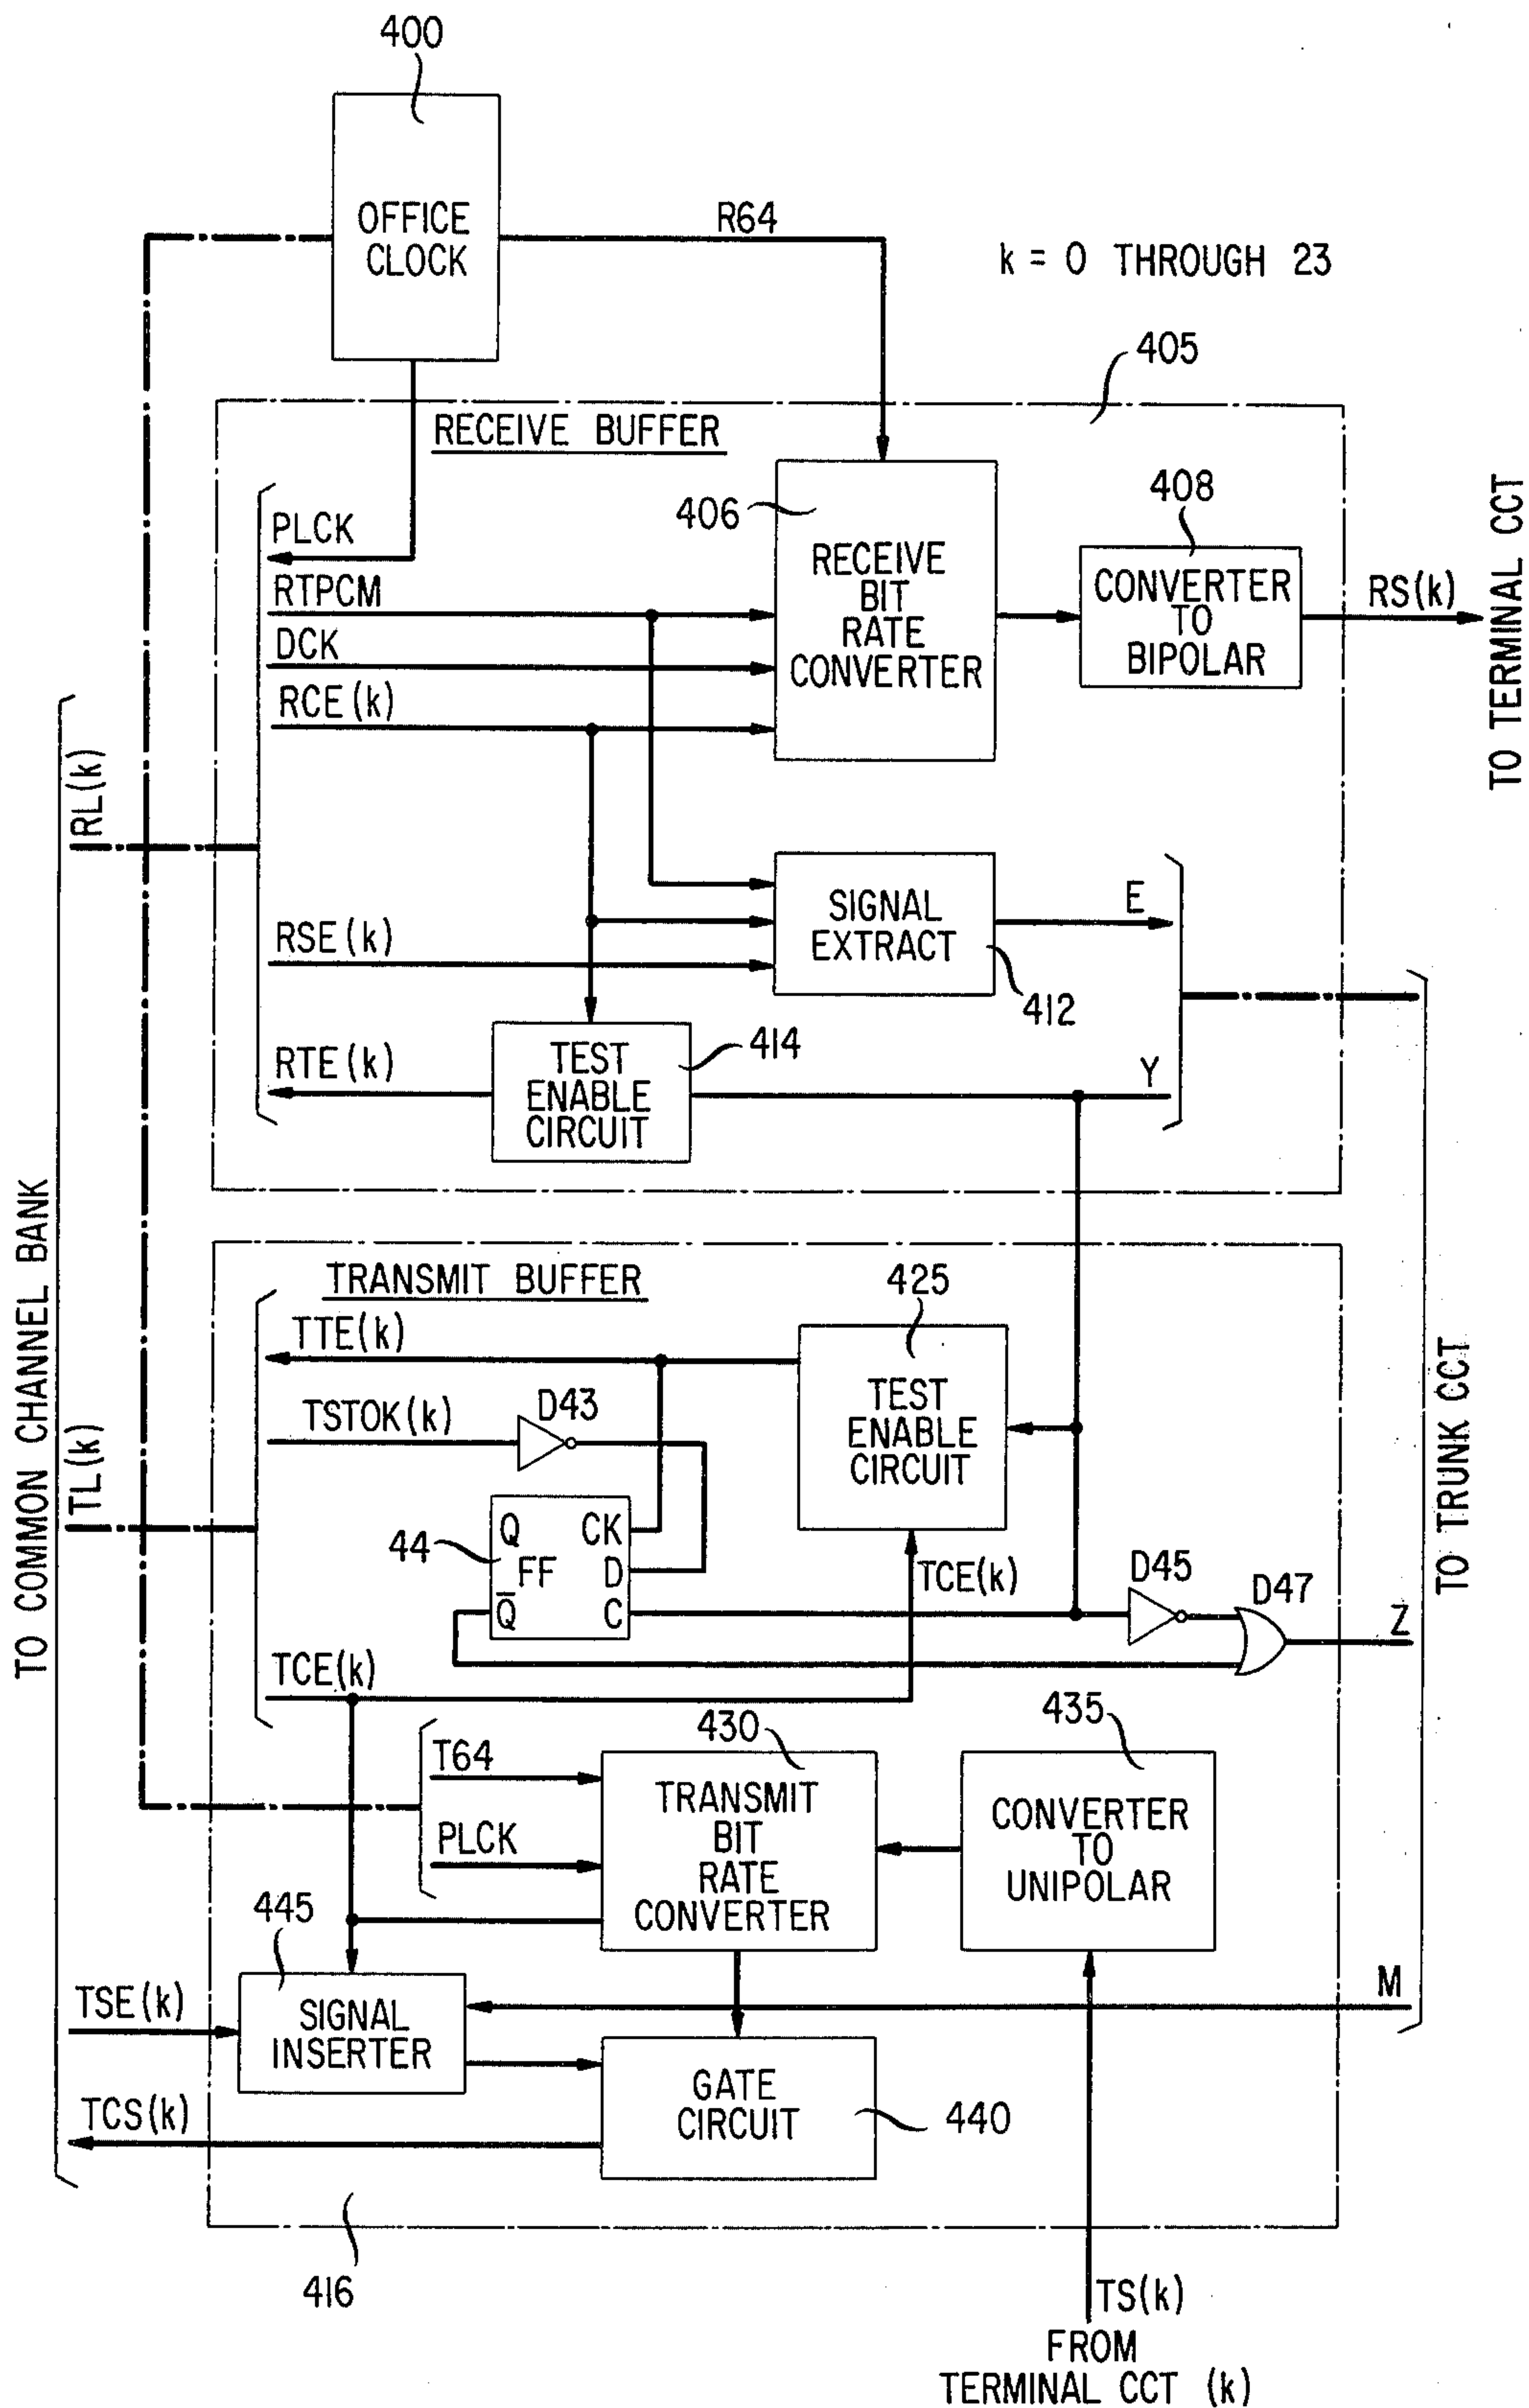 400
OFFICE
CLOCK
R64
k = 0 THROUGH 23
405
RECEIVE BUFFER
PLCK
RTPCM
DCK
RCE(k)
406
RECEIVE
BIT
RATE
CONVERTER
408
CONVERTER
TO
BIPOLAR
RS(k)
TO TERMINAL CCT
RL(k)
RSE(k)
SIGNAL
EXTRACT
412
E
RTE(k)
TEST
ENABLE
CIRCUIT
414
Y
TO COMMON CHANNEL BANK
TRANSMIT BUFFER
TTE(k)
TSTOK(k)
D43
425
TEST
ENABLE
CIRCUIT
TL(k)
44
Q CK
FF D
Q̅ C
TCE(k)
D45
D47
Z
TO TRUNK CCT
TCE(k)
T64
PLCK
430
TRANSMIT
BIT
RATE
CONVERTER
435
CONVERTER
TO
UNIPOLAR
445
TSE(k)
SIGNAL
INSERTER
M
TCS(k)
GATE
CIRCUIT
440
416
TS(k)
FROM
TERMINAL CCT (k)